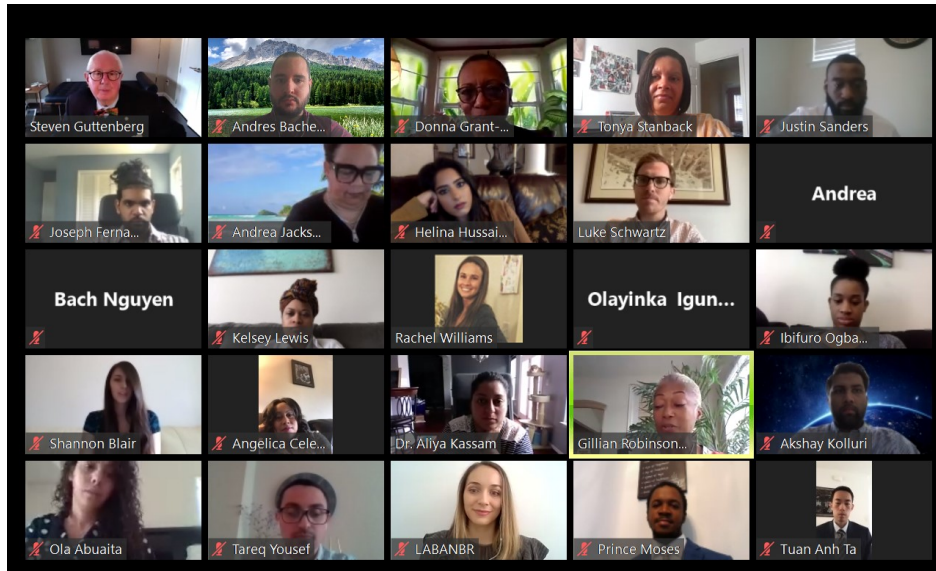 Steven Guttenberg
Andres Bache...
Donna Grant-...
Tonya Stanback
Justin Sanders
Joseph Ferna...
Andrea Jacks...
Helina Hussai...
Luke Schwartz
Andrea
Bach Nguyen
Kelsey Lewis
Rachel Williams
Olayinka Igun...
Ibifuro Ogba...
Shannon Blair
Angelica Cele...
Dr. Aliya Kassam
Gillian Robinson...
Akshay Kolluri
Ola Abuaita
Tareq Yousef
LABANBR
Prince Moses
Tuan Anh Ta